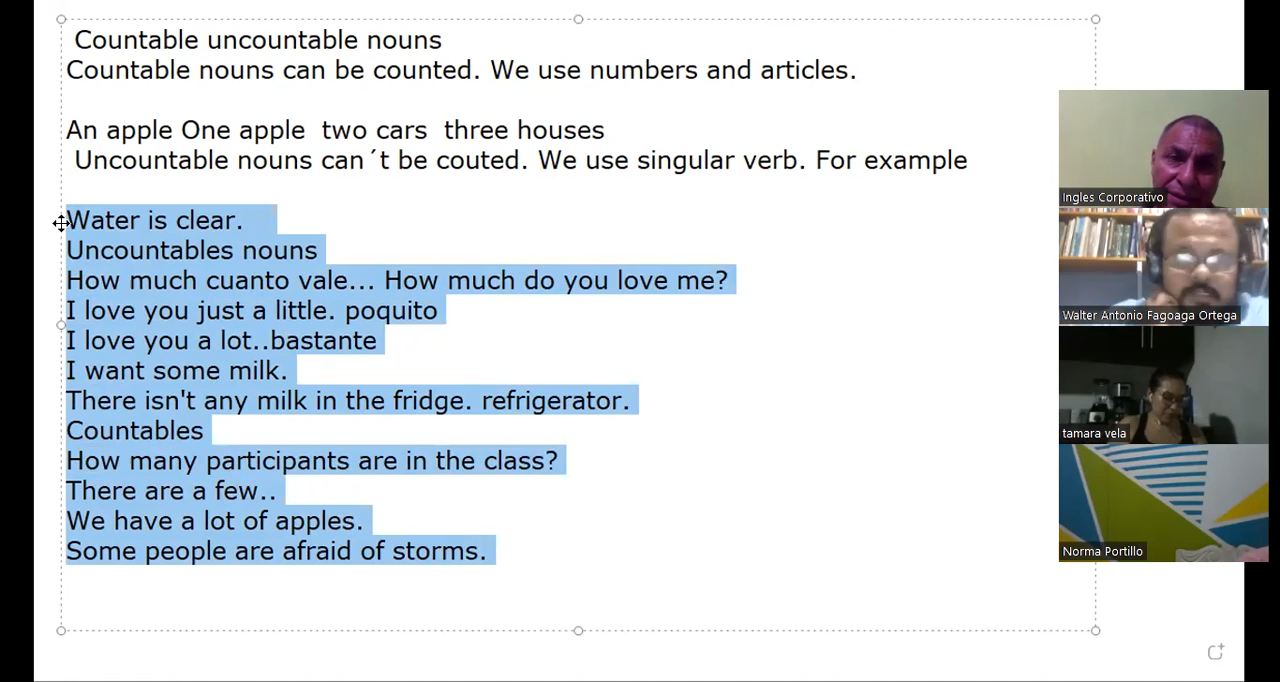 Countable uncountable nouns
Countable nouns can be counted. We use numbers and articles.
An apple One apple  two cars  three houses
Uncountable nouns can´t be couted. We use singular verb. For example
Water is clear.
Uncountables nouns
How much cuanto vale... How much do you love me?
I love you just a little. poquito
I love you a lot..bastante
I want some milk.
There isn't any milk in the fridge. refrigerator.
Countables
How many participants are in the class?
There are a few..
We have a lot of apples.
Some people are afraid of storms.
Ingles Corporativo
Walter Antonio Fagoaga Ortega
tamara vela
Norma Portillo